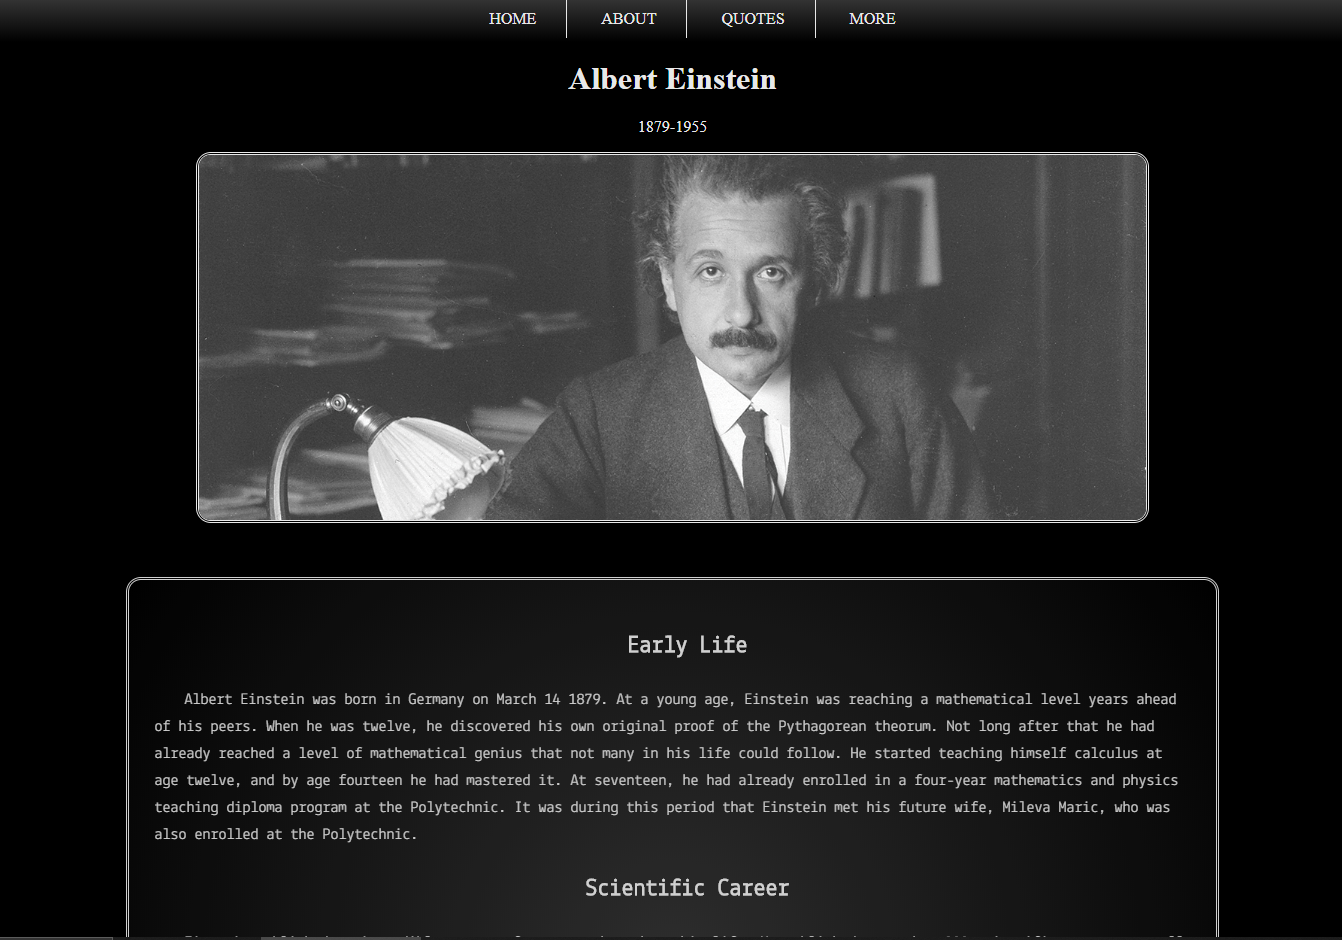 HOME ABOUT QUOTES MORE
Albert Einstein
1879-1955
Early Life
Albert Einstein was born in Germany on March 14 1879. At a young age, Einstein was reaching a mathematical level years ahead
of his peers. When he was twelve, he discovered his own original proof of the Pythagorean theorum. Not long after that he had
already reached a level of mathematical genius that not many in his life could follow. He started teaching himself calculus at
age twelve, and by age fourteen he had mastered it. At seventeen, he had already enrolled in a four-year mathematics and physics
teaching diploma program at the Polytechnic. It was during this period that Einstein met his future wife, Mileva Maric, who was
also enrolled at the Polytechnic.
Scientific Career